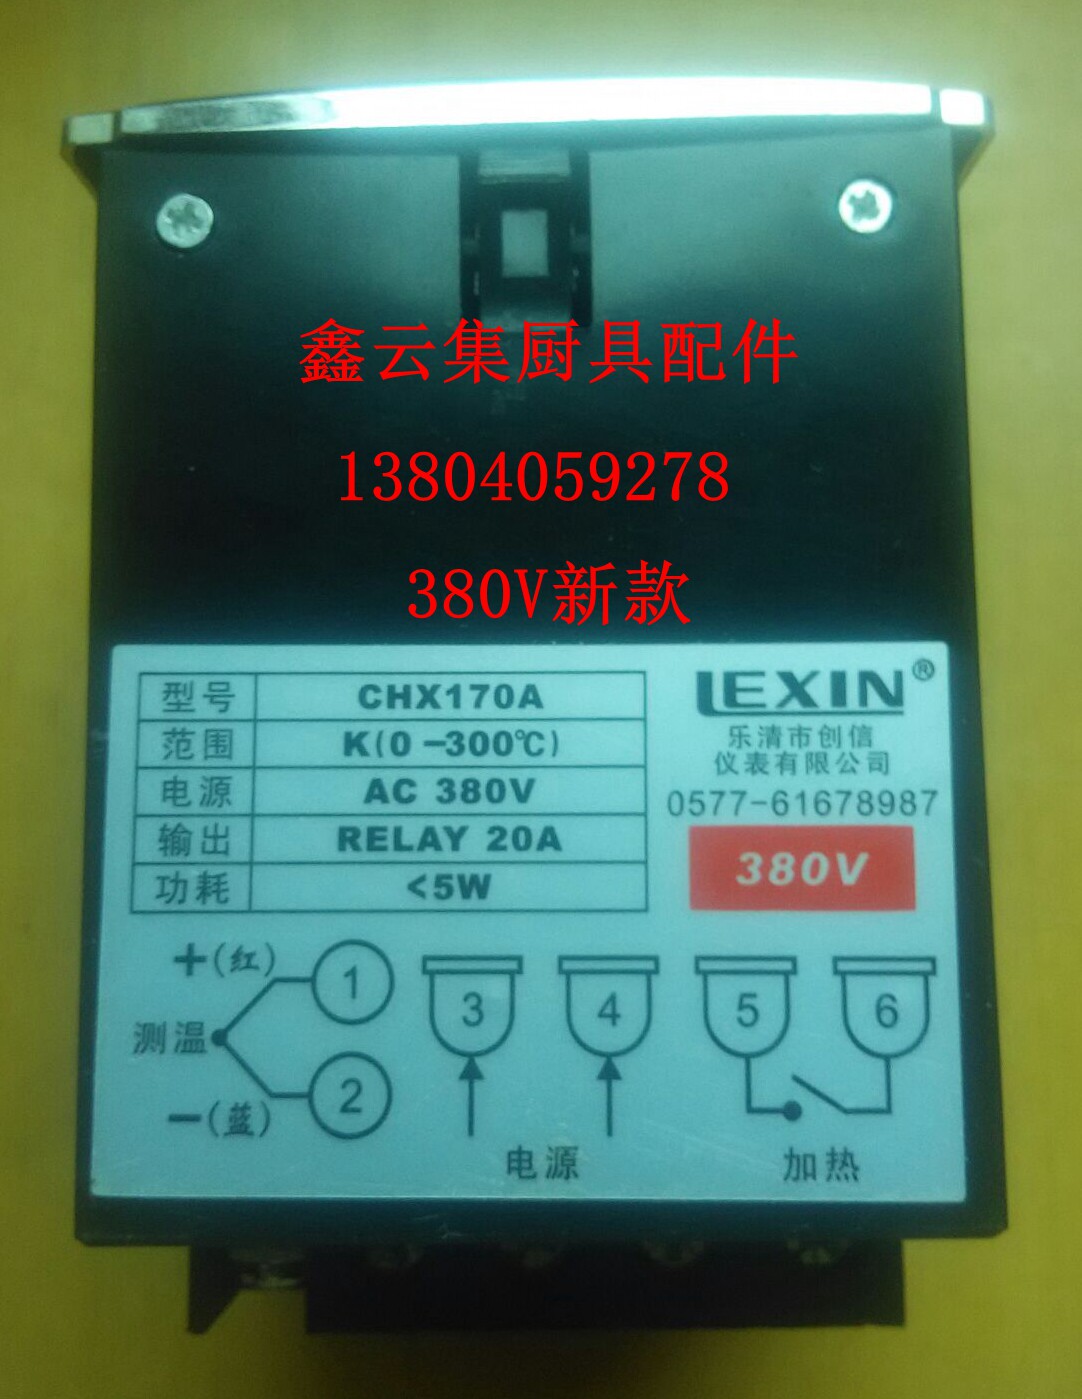 鑫云集厨具配件
13804059278
380V新款
型号 CHX170A
范围 K(0-300℃)
电源 AC 380V
输出 RELAY 20A
功耗 <5W
LEXIN®
乐清市创信
仪表有限公司
0577-61678987
380V
+(红)
测温
-(蓝)
1
2
3
4
5
6
电源
加热